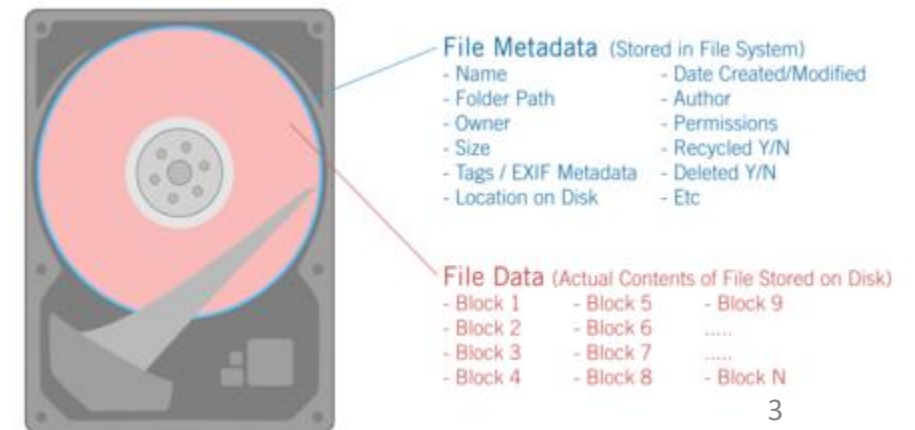 File Metadata (Stored in File System)
- Name - Date Created/Modified
- Folder Path - Author
- Owner - Permissions
- Size - Recycled Y/N
- Tags / EXIF Metadata - Deleted Y/N
- Location on Disk - Etc
File Data (Actual Contents of File Stored on Disk)
- Block 1 - Block 5 - Block 9
- Block 2 - Block 6 .....
- Block 3 - Block 7 .....
- Block 4 - Block 8 - Block N
3